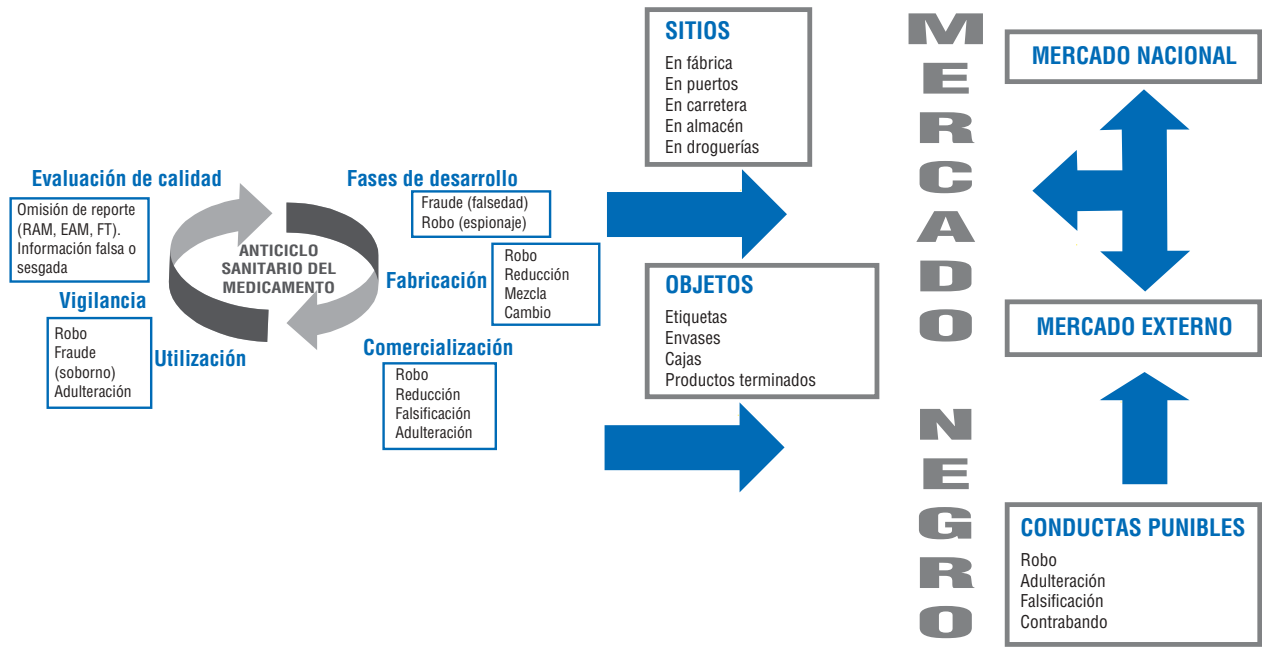 Evaluación de calidad
Omisión de reporte
(RAM, EAM, FT).
Información falsa o
sesgada
Vigilancia
Robo
Fraude
(soborno)
Adulteración
Utilización
ANTICICLO
SANITARIO DEL
MEDICAMENTO
Fases de desarrollo
Fraude (falsedad)
Robo (espionaje)
Fabricación
Robo
Reducción
Mezcla
Cambio
Comercialización
Robo
Reducción
Falsificación
Adulteración
SITIOS
En fábrica
En puertos
En carretera
En almacén
En droguerías
OBJETOS
Etiquetas
Envases
Cajas
Productos terminados
MERCADO NEGRO
MERCADO NACIONAL
MERCADO EXTERNO
CONDUCTAS PUNIBLES
Robo
Adulteración
Falsificación
Contrabando